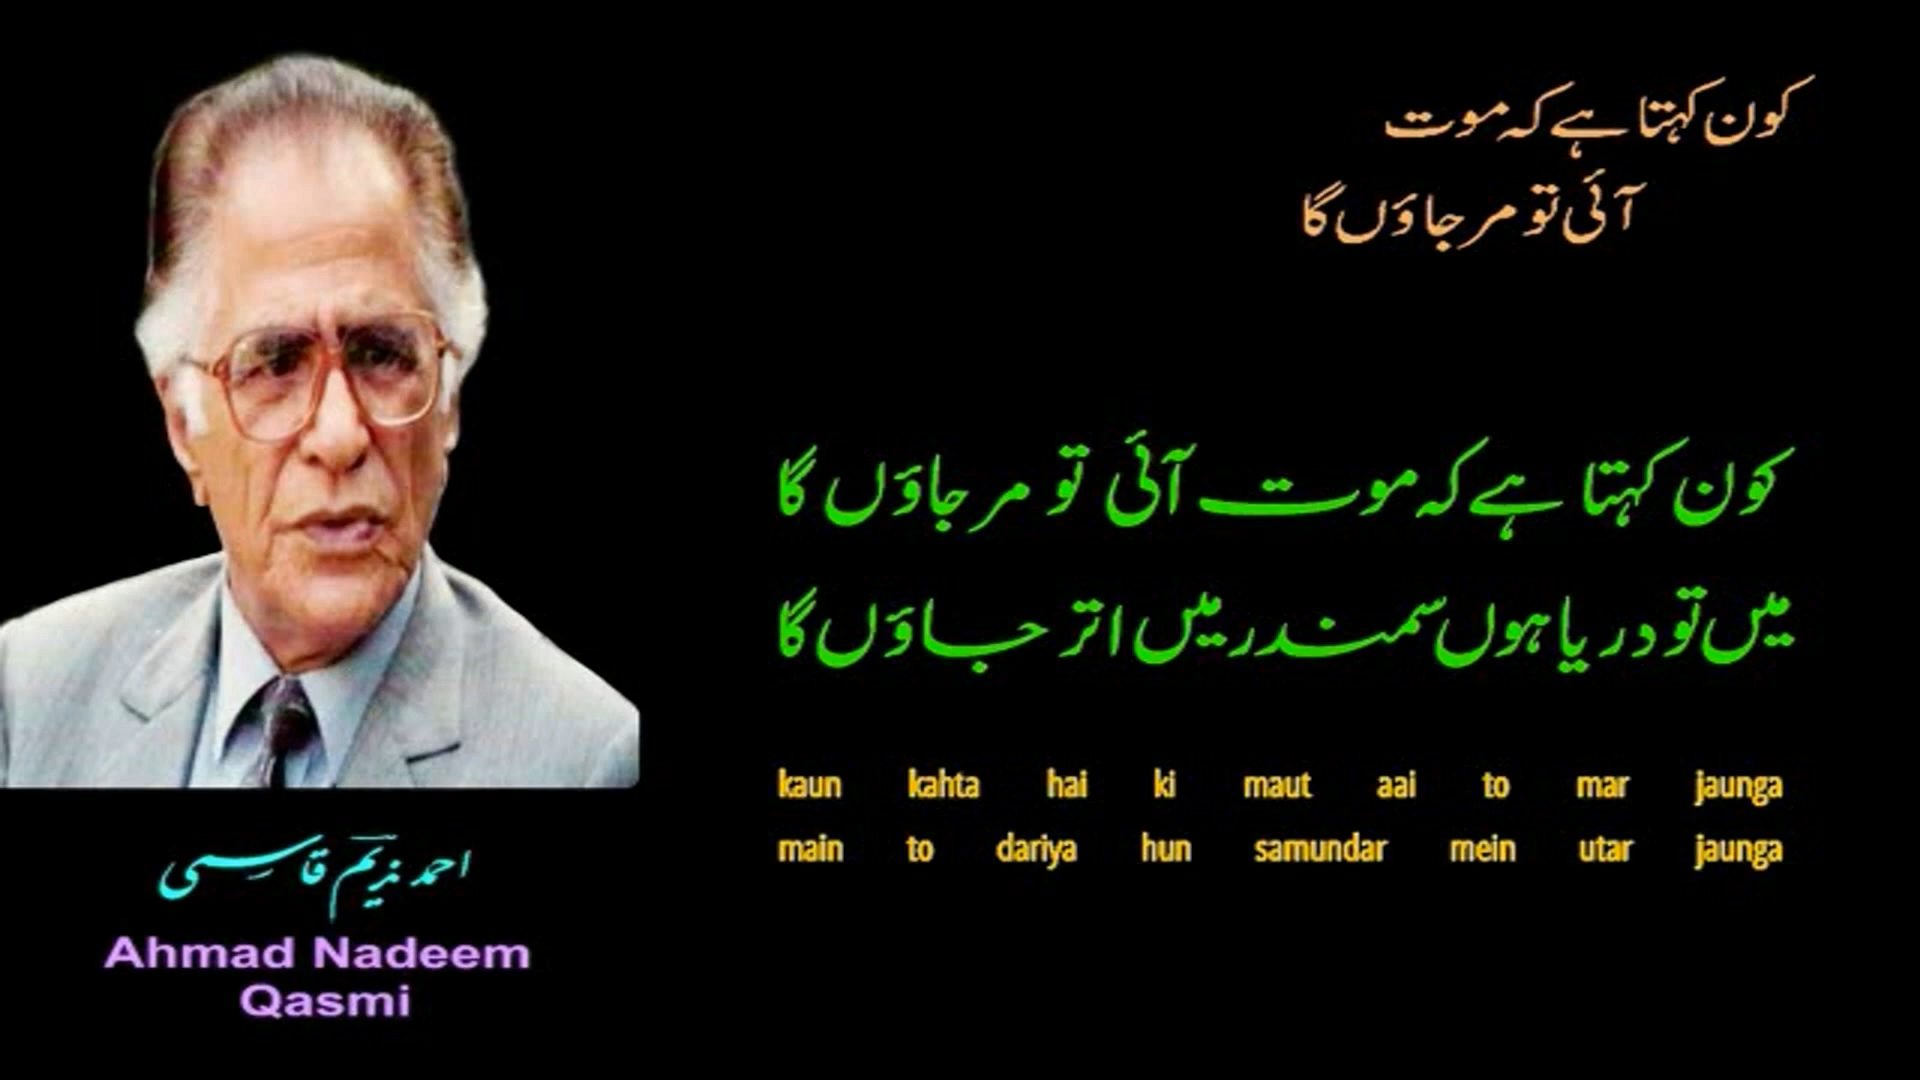 کون کہتا ہے کہ موت
آئی تو مر جاؤں گا
کون کہتا ہے کہ موت آئی تو مر جاؤں گا
میں تو دریا ہوں سمندر میں اتر جاؤں گا
kaun kahta hai ki maut aai to mar jaunga
main to dariya hun samundar mein utar jaunga
احمد ندیم قاسمی
Ahmad Nadeem
Qasmi